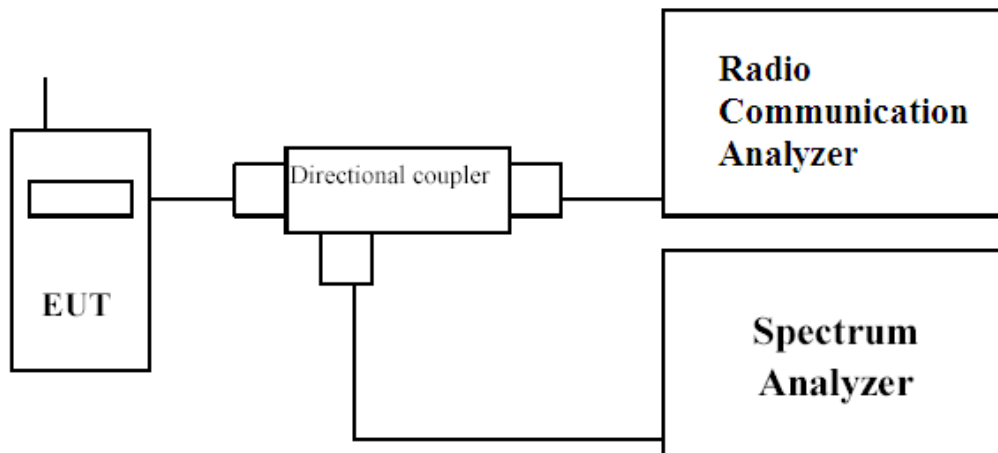 Radio
Communication
Analyzer
Directional coupler
EUT
Spectrum
Analyzer